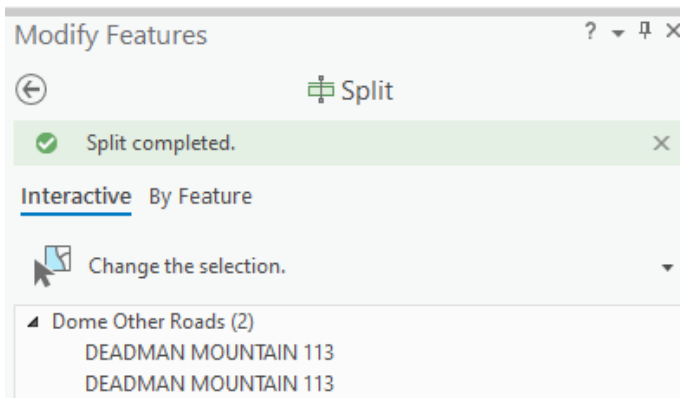 Modify Features ?
Split
Split completed.
Interactive By Feature
Change the selection.
Dome Other Roads (2)
DEADMAN MOUNTAIN 113
DEADMAN MOUNTAIN 113